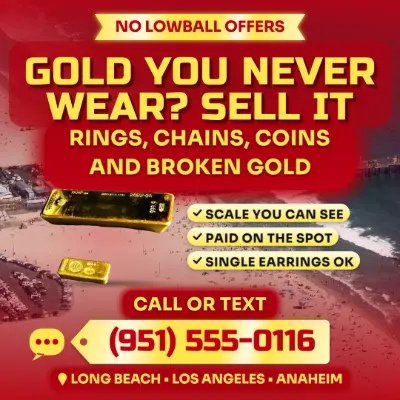 NO LOWBALL OFFERS
GOLD YOU NEVER
WEAR? SELL IT
RINGS, CHAINS, COINS
AND BROKEN GOLD
SCALE YOU CAN SEE
PAID ON THE SPOT
SINGLE EARRINGS OK
CALL OR TEXT
(951) 555-0116
LONG BEACH • LOS ANGELES • ANAHEIM